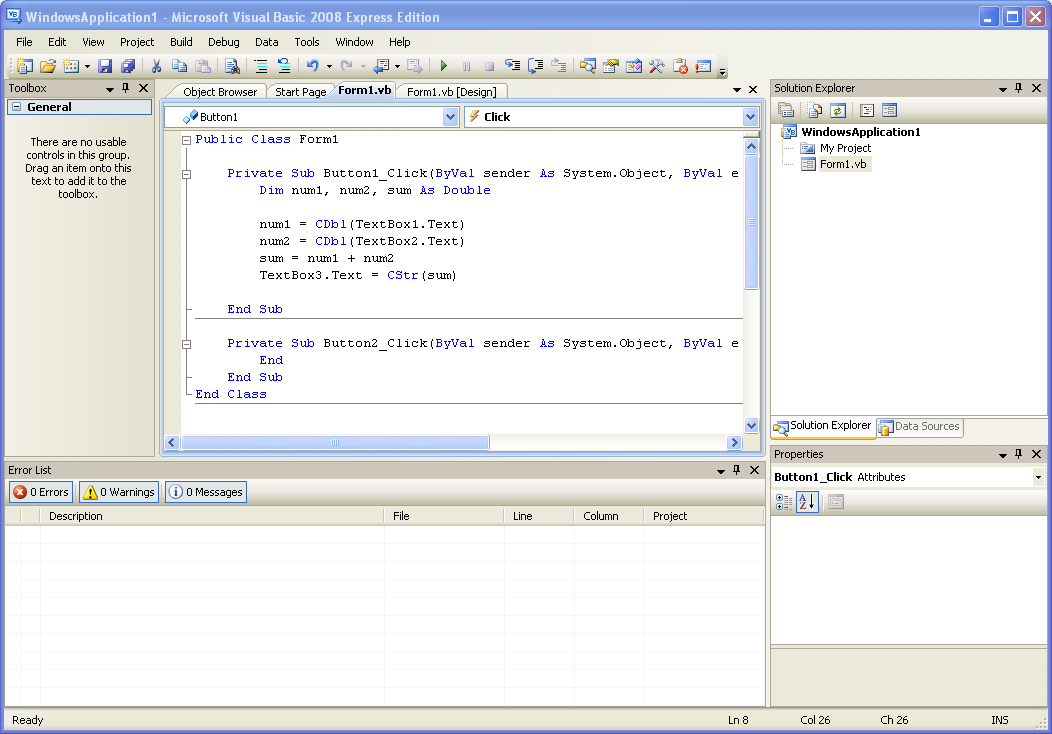 WindowsApplication1 - Microsoft Visual Basic 2008 Express Edition
File Edit View Project Build Debug Data Tools Window Help
Toolbox
General
There are no usable
controls in this group.
Drag an item onto this
text to add it to the
toolbox.
Object Browser Start Page Form1.vb Form1.vb [Design]
Button1 Click
Public Class Form1
Private Sub Button1_Click(ByVal sender As System.Object, ByVal e
Dim num1, num2, sum As Double
num1 = CDbl(TextBox1.Text)
num2 = CDbl(TextBox2.Text)
sum = num1 + num2
TextBox3.Text = CStr(sum)
End Sub
Private Sub Button2_Click(ByVal sender As System.Object, ByVal e
End
End Sub
End Class
Solution Explorer
WindowsApplication1
My Project
Form1.vb
Solution Explorer Data Sources
Properties
Button1_Click Attributes
Error List
0 Errors 0 Warnings 0 Messages
Description File Line Column Project
Ready Ln 8 Col 26 Ch 26 INS